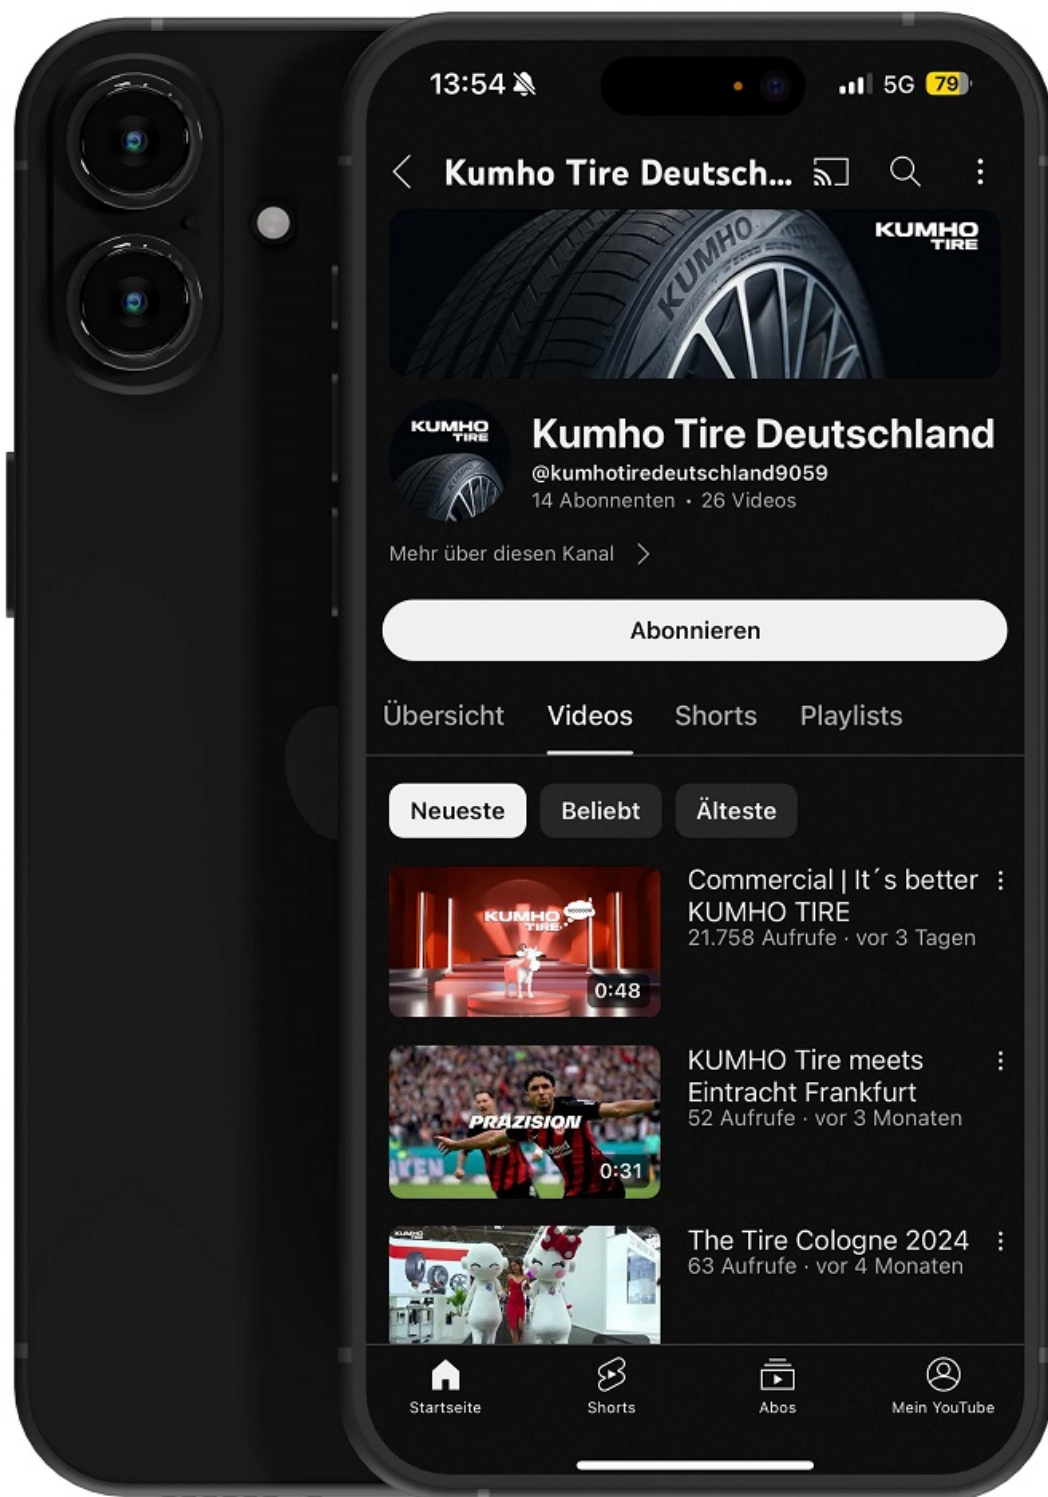 13:54
5G 79
Kumho Tire Deutsch...
KUMHO
KUMHO
TIRE
KUMHO
TIRE
KUMHO
Kumho Tire Deutschland
@kumhotiredeutschland9059
14 Abonnenten • 26 Videos
Mehr über diesen Kanal
Abonnieren
Übersicht Videos Shorts Playlists
Neueste Beliebt Älteste
KUMHO
TIRE
0:48
Commercial | It´s better
KUMHO TIRE
21.758 Aufrufe · vor 3 Tagen
PRÄZISION
0:31
KUMHO Tire meets
Eintracht Frankfurt
52 Aufrufe · vor 3 Monaten
KUMHO
The Tire Cologne 2024
63 Aufrufe · vor 4 Monaten
Startseite Shorts Abos Mein YouTube